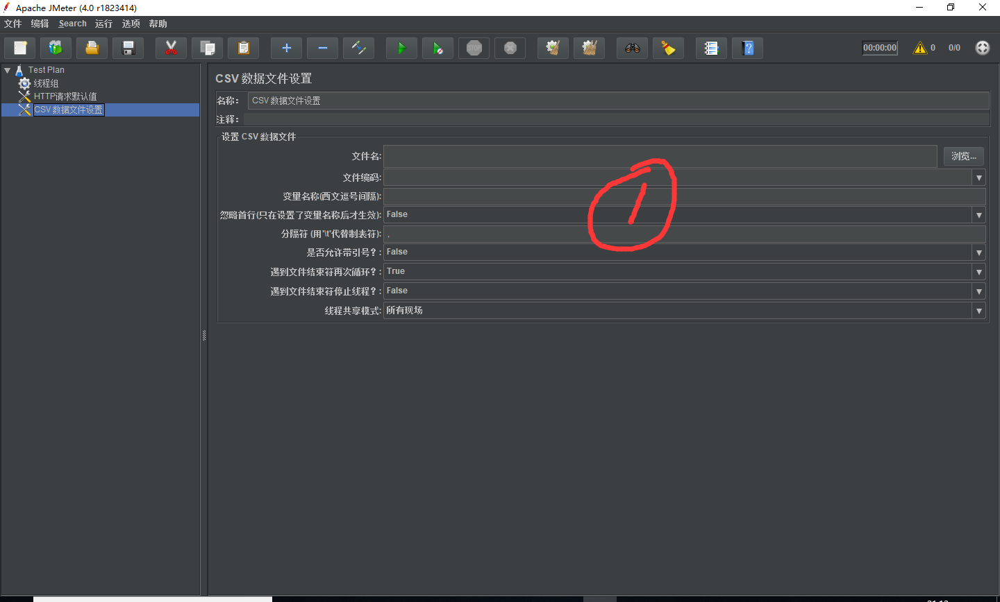 Apache JMeter (4.0 r1823414)
文件 编辑 Search 运行 选项 帮助
STOP
00:00:00 0 0/0
Test Plan
线程组
HTTP请求默认值
CSV 数据文件设置
CSV 数据文件设置
名称： CSV 数据文件设置
注释：
设置 CSV 数据文件
文件名: 浏览...
文件编码:
变量名称(西文逗号间隔):
忽略首行(只在设置了变量名称后才生效): False
分隔符 (用'\t'代替制表符): ,
是否允许带引号？: False
遇到文件结束符再次循环？: True
遇到文件结束符停止线程？: False
线程共享模式: 所有现场
1